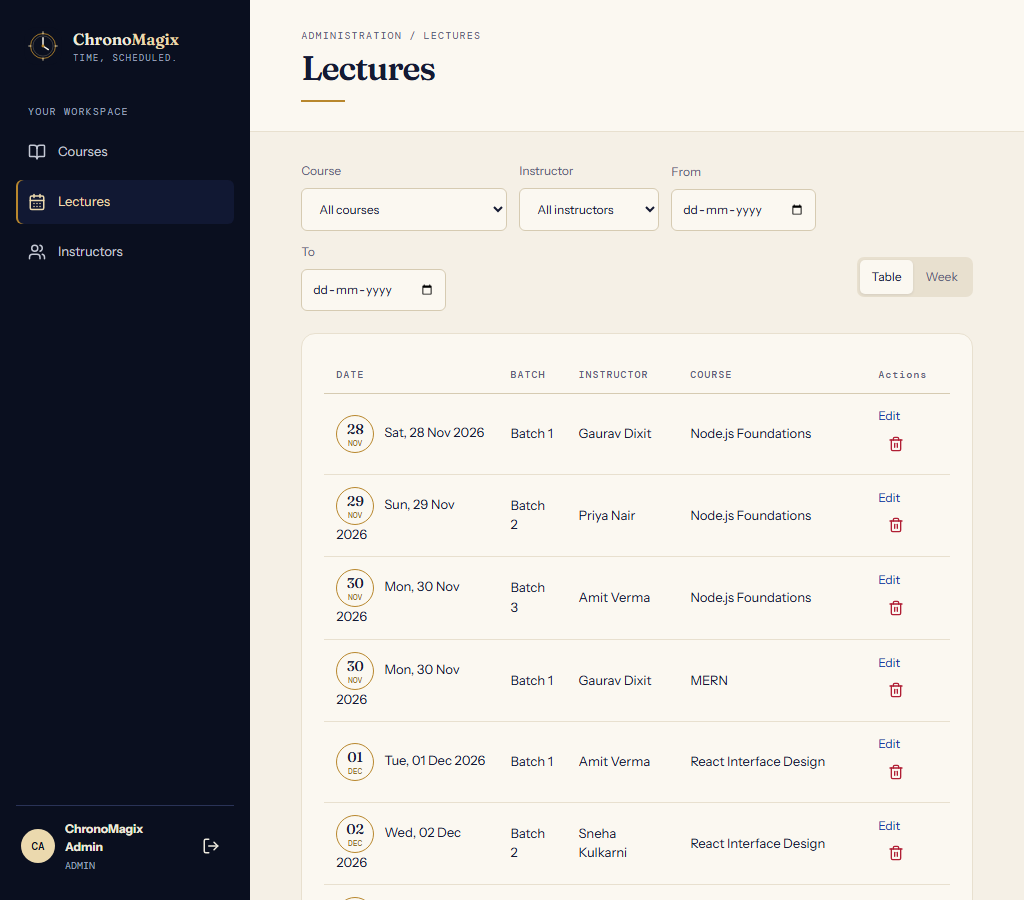 ChronoMagix
TIME, SCHEDULED.
YOUR WORKSPACE
Courses
Lectures
Instructors
ChronoMagix
Admin
CA
ADMIN
ADMINISTRATION / LECTURES
Lectures
Course
Instructor
From
All courses
All instructors
dd-mm-yyyy
To
dd-mm-yyyy
Table
Week
DATE
BATCH
INSTRUCTOR
COURSE
Actions
28
NOV
Sat, 28 Nov 2026
Batch 1
Gaurav Dixit
Node.js Foundations
Edit
29
NOV
Sun, 29 Nov
2026
Batch
2
Priya Nair
Node.js Foundations
Edit
30
NOV
Mon, 30 Nov
2026
Batch
3
Amit Verma
Node.js Foundations
Edit
30
NOV
Mon, 30 Nov
2026
Batch 1
Gaurav Dixit
MERN
Edit
01
DEC
Tue, 01 Dec 2026
Batch 1
Amit Verma
React Interface Design
Edit
02
DEC
Wed, 02 Dec
2026
Batch
2
Sneha
Kulkarni
React Interface Design
Edit